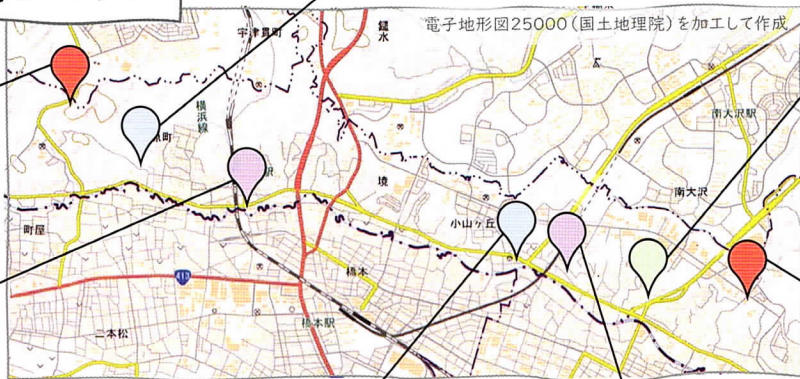 電子地形図25000(国土地理院)を加工して作成
宇津貫町
鑓水
横浜線
南大沢駅
町
駅
境
南大沢
小山ヶ丘
町屋
橋本
413
二本松
橋本駅